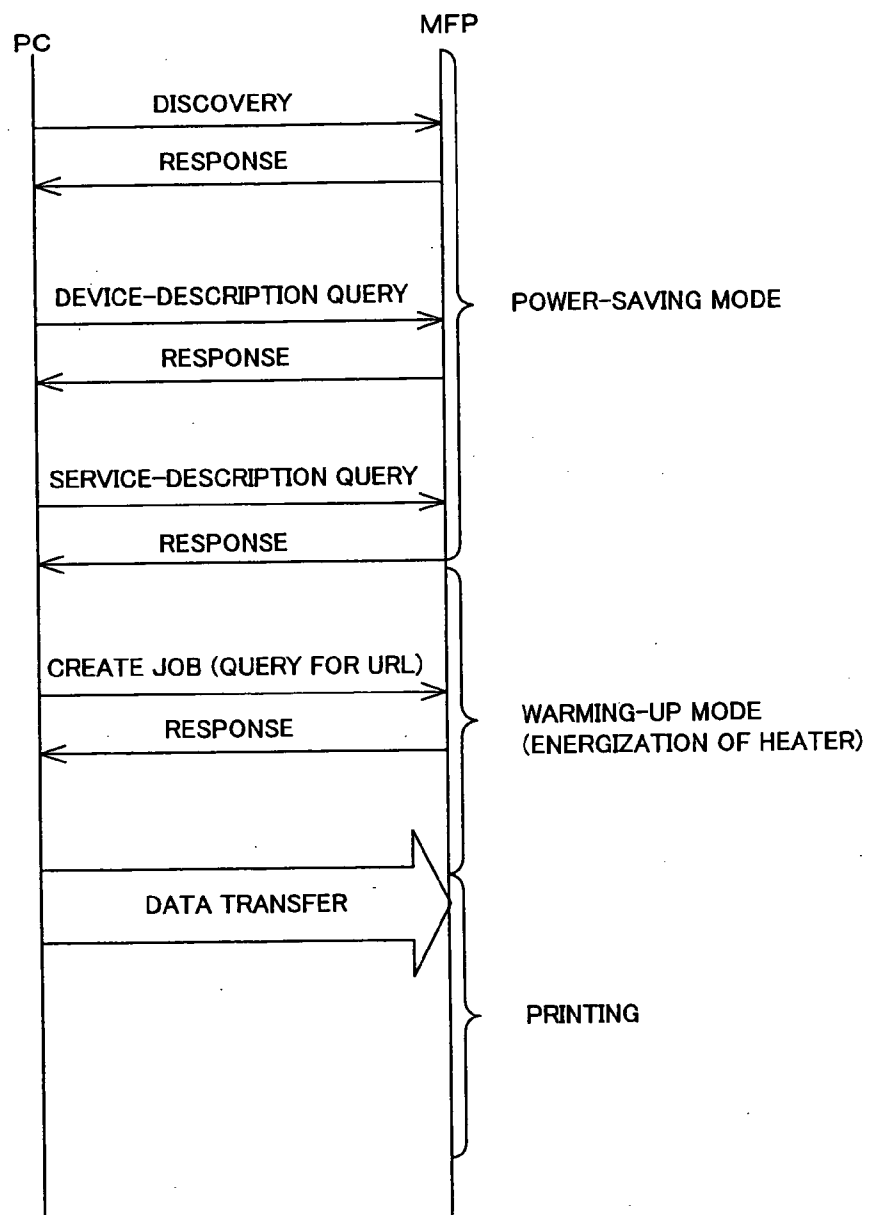 PC
MFP
DISCOVERY
RESPONSE
DEVICE-DESCRIPTION QUERY
POWER-SAVING MODE
RESPONSE
SERVICE-DESCRIPTION QUERY
RESPONSE
CREATE JOB (QUERY FOR URL)
WARMING-UP MODE
(ENERGIZATION OF HEATER)
RESPONSE
DATA TRANSFER
PRINTING